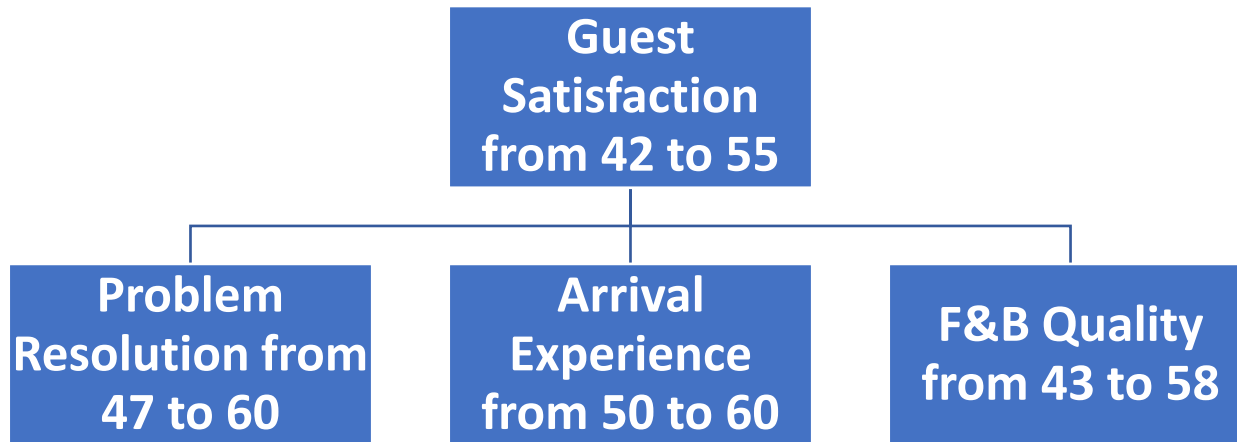 Guest
Satisfaction
from 42 to 55
Problem
Resolution from
47 to 60
Arrival
Experience
from 50 to 60
F&B Quality
from 43 to 58